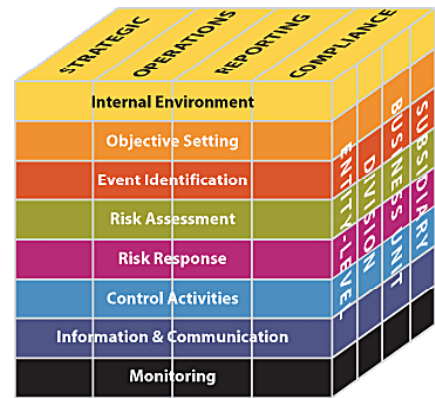 STRATEGIC
OPERATIONS
REPORTING
COMPLIANCE
Internal Environment
Objective Setting
Event Identification
Risk Assessment
Risk Response
Control Activities
Information & Communication
Monitoring
ENTITY-LEVEL
DIVISION
BUSINESS UNIT
SUBSIDIARY